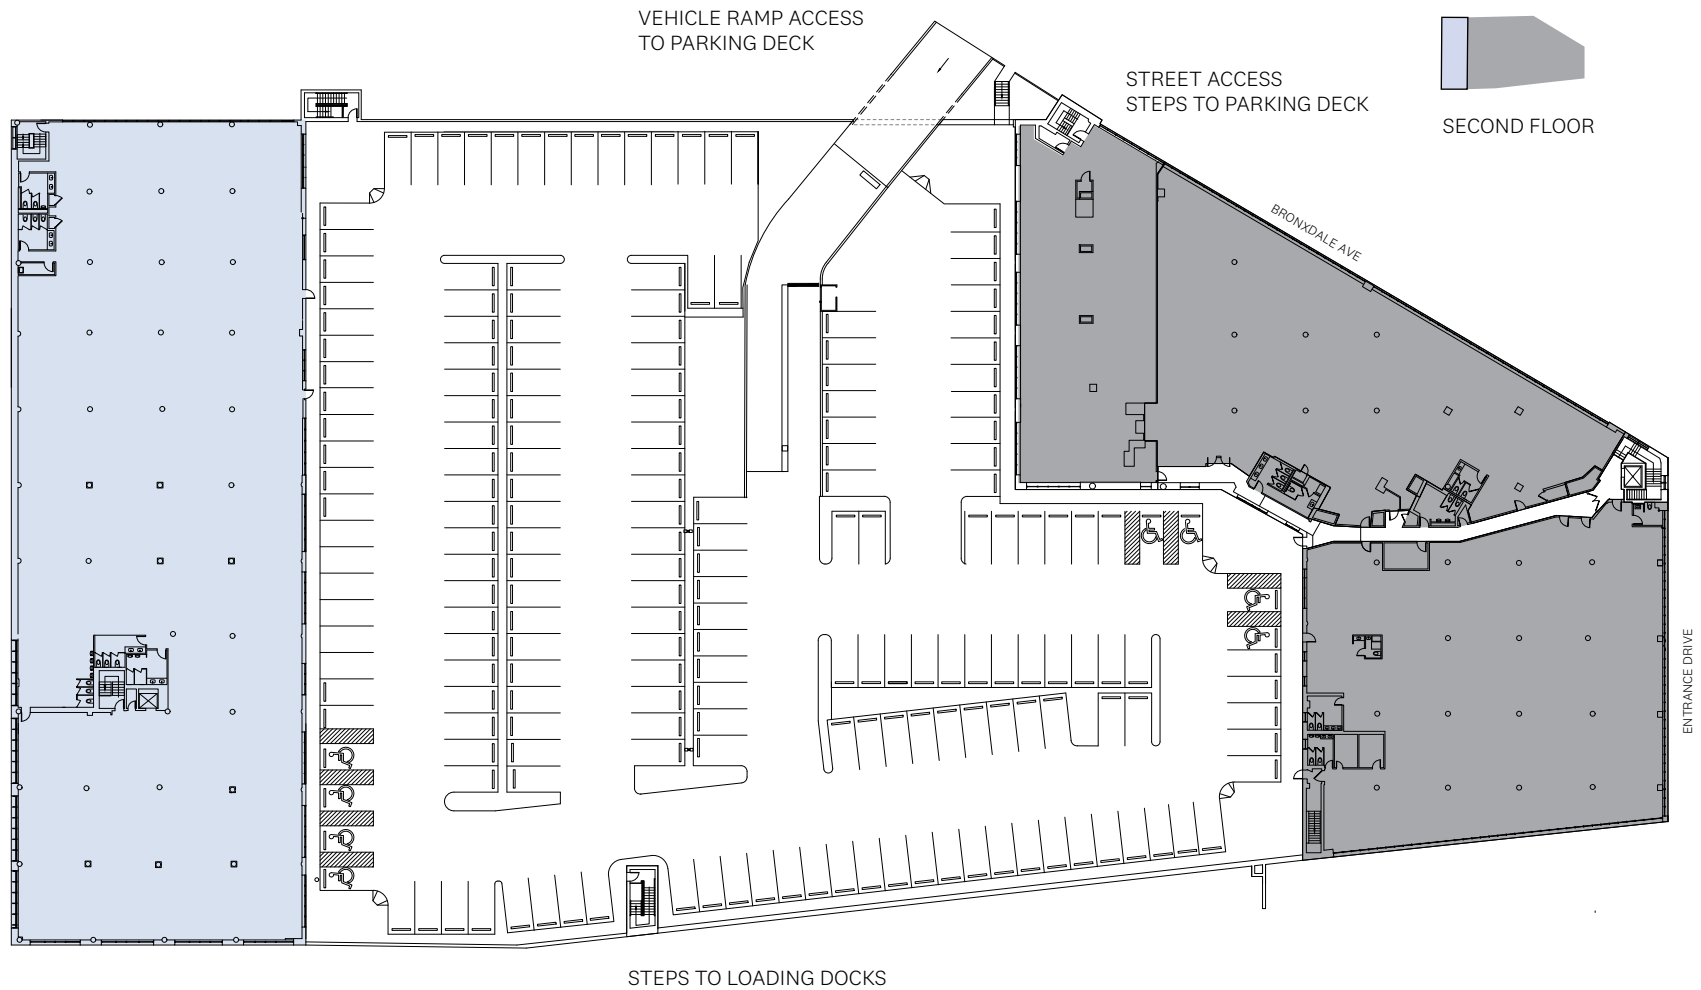 VEHICLE RAMP ACCESS
TO PARKING DECK
STREET ACCESS
STEPS TO PARKING DECK
SECOND FLOOR
BRONXDALE AVE
ENTRANCE DRIVE
STEPS TO LOADING DOCKS